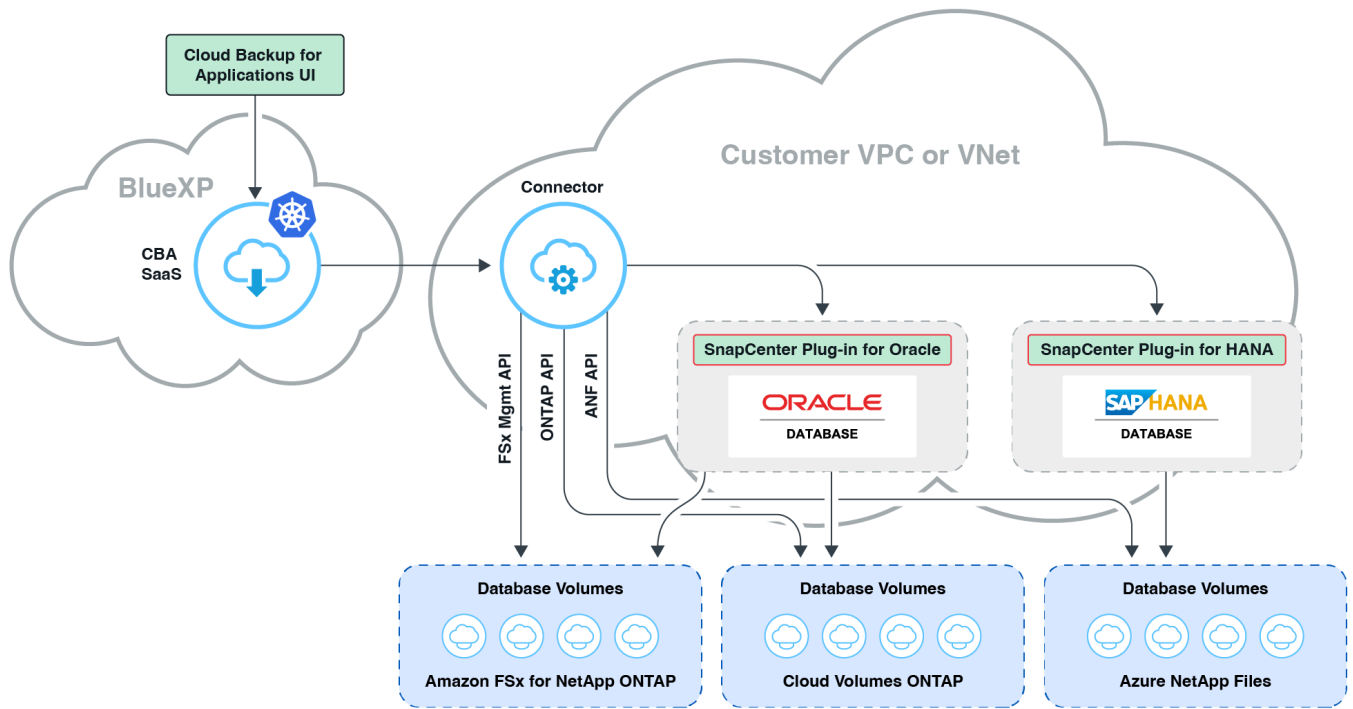 Cloud Backup for
Applications UI
BlueXP
CBA
SaaS
Customer VPC or VNet
Connector
FSx Mgmt API
ONTAP API
ANF API
SnapCenter Plug-in for Oracle
ORACLE
DATABASE
SnapCenter Plug-in for HANA
SAP HANA
DATABASE
Database Volumes
Amazon FSx for NetApp ONTAP
Database Volumes
Cloud Volumes ONTAP
Database Volumes
Azure NetApp Files